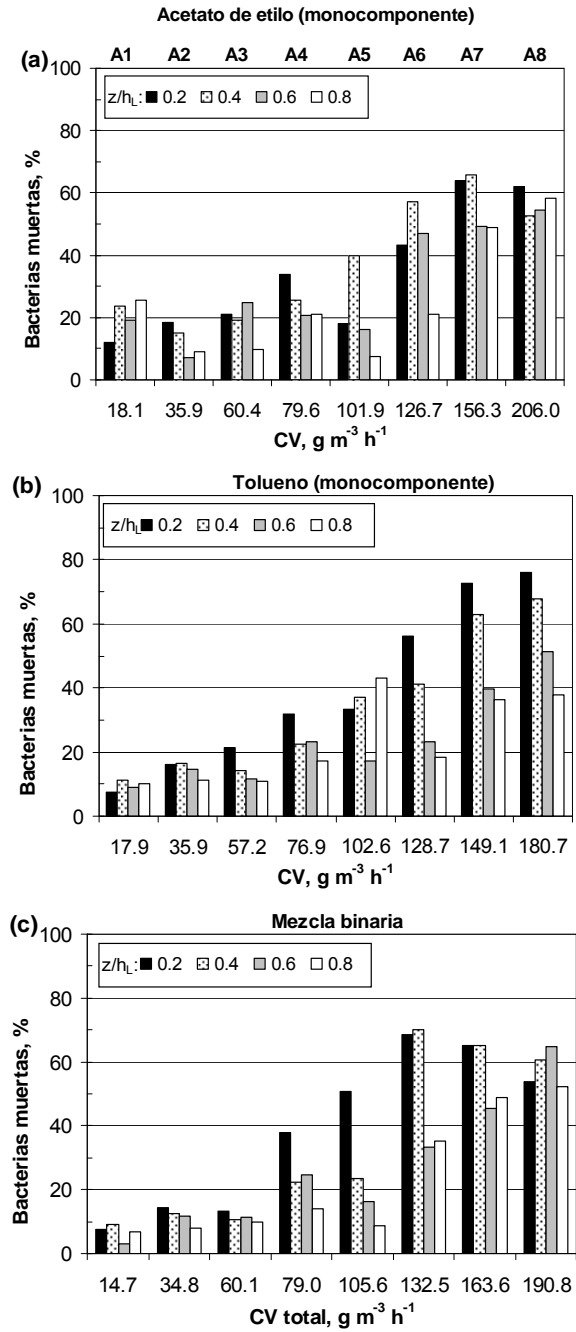 Acetato de etilo (monocomponente)
(a) A1 A2 A3 A4 A5 A6 A7 A8
z/hL: 0.2 0.4 0.6 0.8
Bacterias muertas, %
100
80
60
40
20
0
18.1 35.9 60.4 79.6 101.9 126.7 156.3 206.0
CV, g m-3 h-1
(b) Tolueno (monocomponente)
z/hL 0.2 0.4 0.6 0.8
Bacterias muertas, %
100
80
60
40
20
0
17.9 35.9 57.2 76.9 102.6 128.7 149.1 180.7
CV, g m-3 h-1
(c) Mezcla binaria
z/hL: 0.2 0.4 0.6 0.8
Bacterias muertas, %
100
80
60
40
20
0
14.7 34.8 60.1 79.0 105.6 132.5 163.6 190.8
CV total, g m-3 h-1